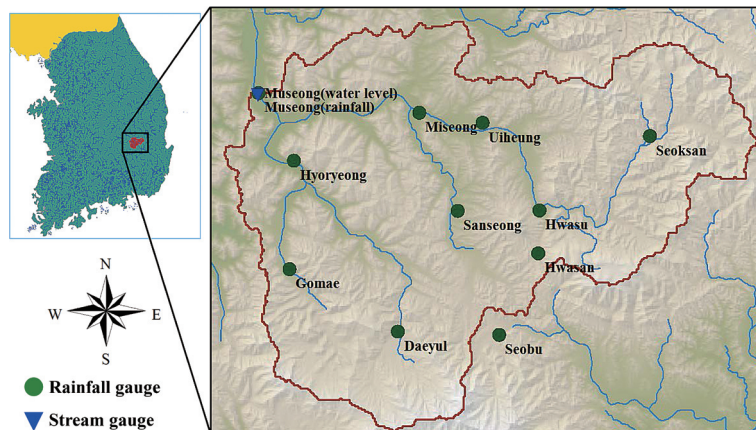 Museong(water level)
Museong(rainfall)
Miseong
Uiheung
Seoksan
Hyoryeong
Sanseong
Hwasu
Hwasan
Gomae
Daeyul
Seobu
N
W
E
S
Rainfall gauge
Stream gauge